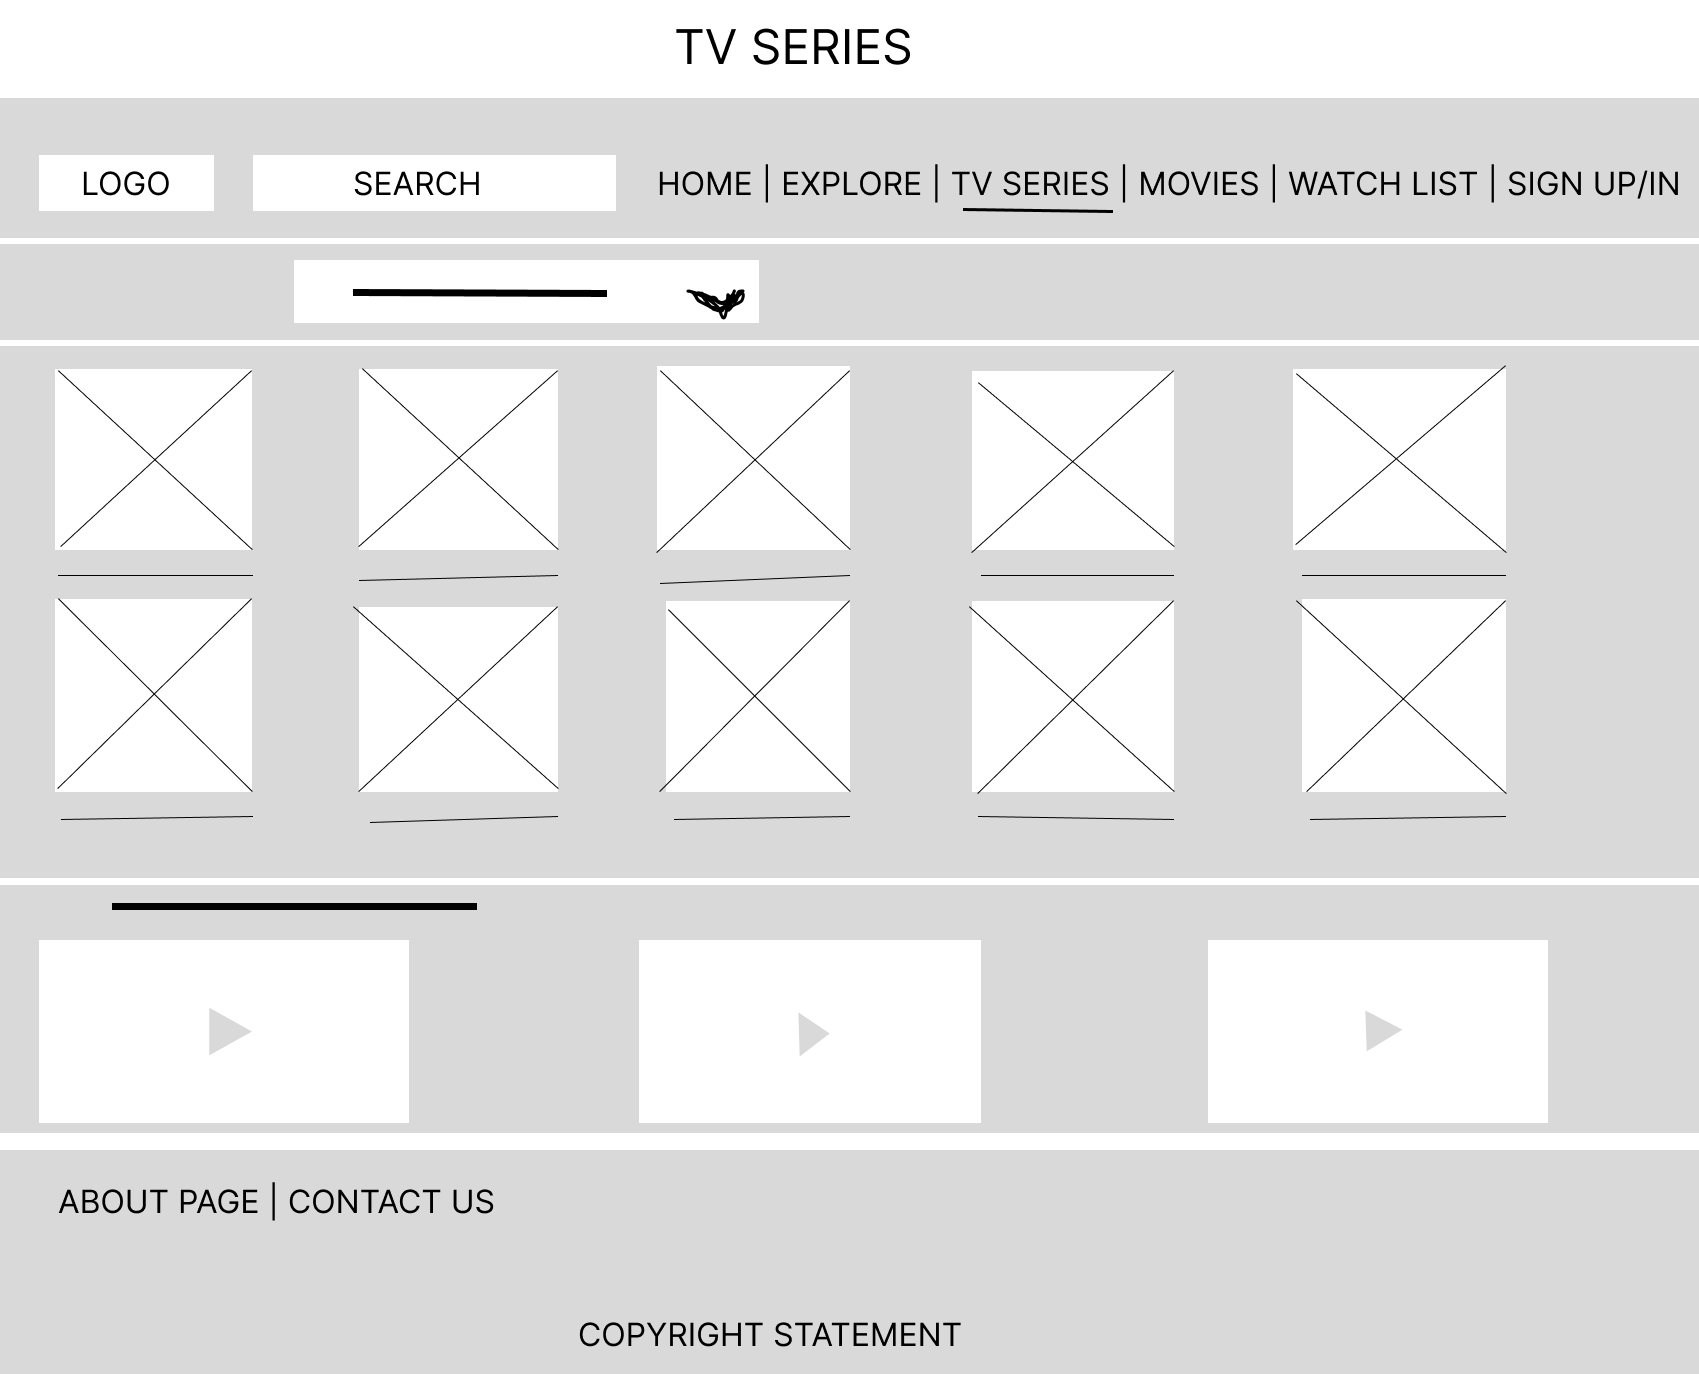 TV SERIES
LOGO
SEARCH
HOME | EXPLORE | TV SERIES | MOVIES | WATCH LIST | SIGN UP/IN
ABOUT PAGE | CONTACT US
COPYRIGHT STATEMENT